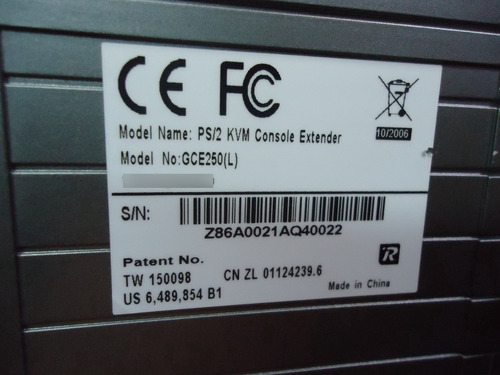 CE FC
Model Name: PS/2 KVM Console Extender
10/2006
Model No:GCE250(L)
S/N:
Z86A0021AQ40022
Patent No.
TW 150098 CN ZL 01124239.6
US 6,489,854 B1
Made in China